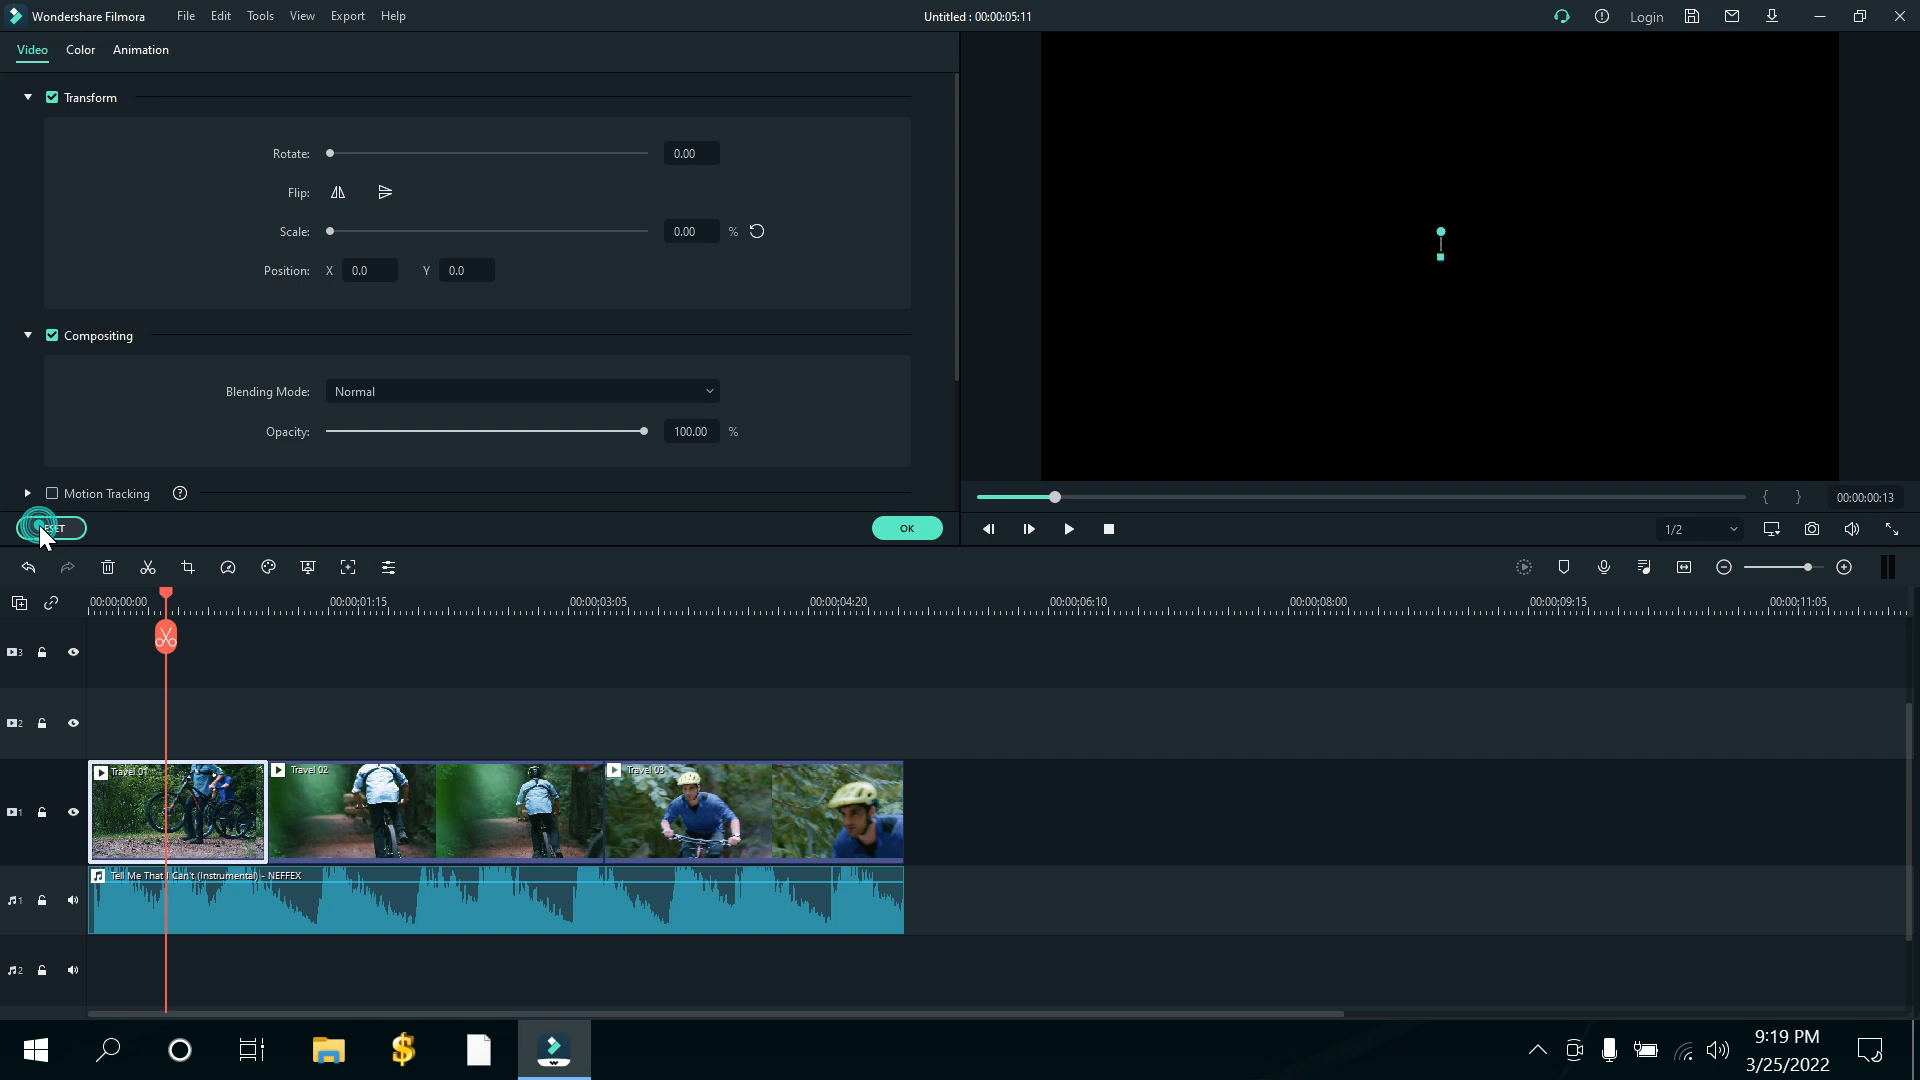 Wondershare Filmora File Edit Tools View Export Help Untitled : 00:00:05:11 Login
Video Color Animation
Transform
Rotate: 0.00
Flip:
Scale: 0.00 %
Position: X 0.0 Y 0.0
Compositing
Blending Mode: Normal
Opacity: 100.00 %
Motion Tracking
OK
{ } 00:00:00:13
1/2
00:00:00:00 00:00:01:15 00:00:03:05 00:00:04:20 00:00:06:10 00:00:08:00 00:00:09:15 00:00:11:05
3
2
1
Travel 01 Travel 02 Travel 03
Tell Me That I Can't (Instrumental) - NEFFEX
1
2
9:19 PM
3/25/2022